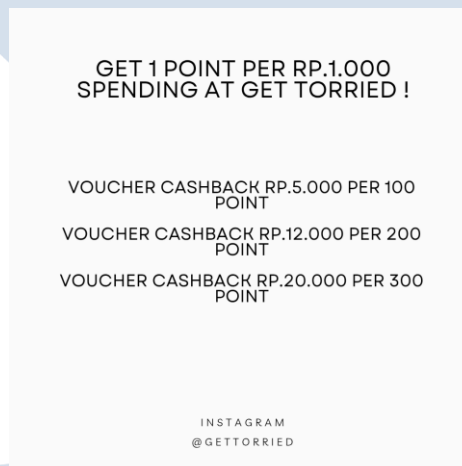 GET 1 POINT PER RP.1.000
SPENDING AT GET TORRIED !
VOUCHER CASHBACK RP.5.000 PER 100
POINT
VOUCHER CASHBACK RP.12.000 PER 200
POINT
VOUCHER CASHBACK RP.20.000 PER 300
POINT
INSTAGRAM
@GETTORRIED